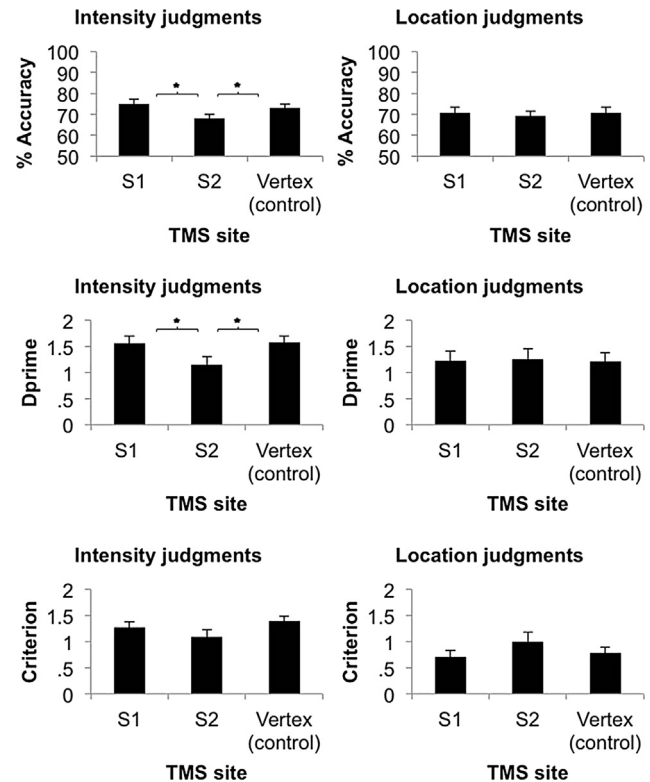 Intensity judgments
% Accuracy
100
90
80
70
60
50
* *
S1 S2 Vertex
(control)
TMS site
Location judgments
% Accuracy
100
90
80
70
60
50
S1 S2 Vertex
(control)
TMS site
Intensity judgments
Dprime
2
1.5
1
.5
0
* *
S1 S2 Vertex
(control)
TMS site
Location judgments
Dprime
2
1.5
1
.5
0
S1 S2 Vertex
(control)
TMS site
Intensity judgments
Criterion
2
1.5
1
.5
0
S1 S2 Vertex
(control)
TMS site
Location judgments
Criterion
2
1.5
1
.5
0
S1 S2 Vertex
(control)
TMS site